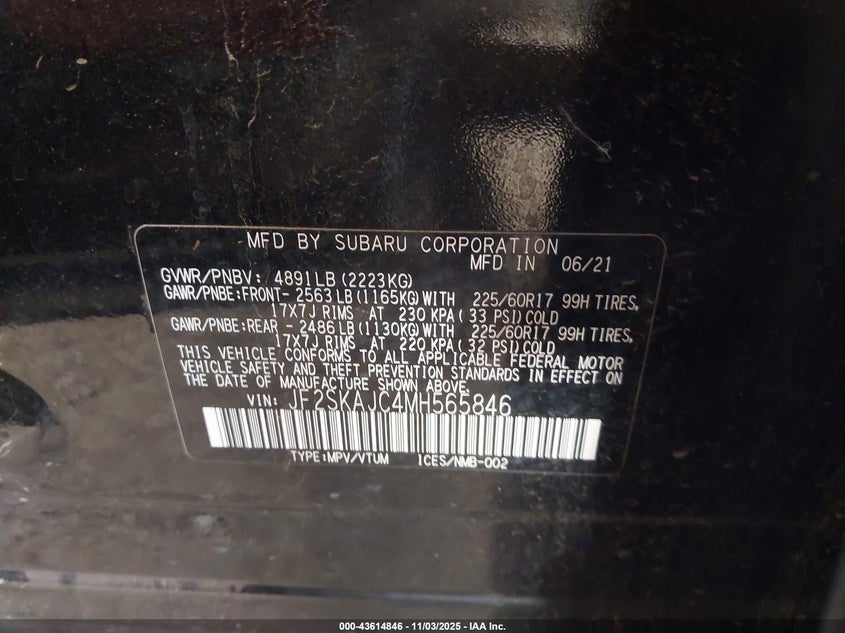 MFD BY SUBARU CORPORATION
MFD IN 06/21
GVWR/PNBV: 4891LB (2223KG)
GAWR/PNBE:FRONT- 2563LB (1165KG) WITH 225/60R17 99H TIRES,
17X7J RIMS AT 230 KPA( 33 PSI) COLD
GAWR/PNBE:REAR - 2486LB (1130KG) WITH 225/60R17 99H TIRES,
17X7J RIMS AT 220 KPA( 32 PSI) COLD
THIS VEHICLE CONFORMS TO ALL APPLICABLE FEDERAL MOTOR
VEHICLE SAFETY AND THEFT PREVENTION STANDARDS IN EFFECT ON
THE DATE OF MANUFACTURE SHOWN ABOVE.
VIN: JF2SKAJC4MH565846
TYPE:MPV/VTUM ICES/NMB-002
000-43614846 - 11/03/2025 - IAA Inc.